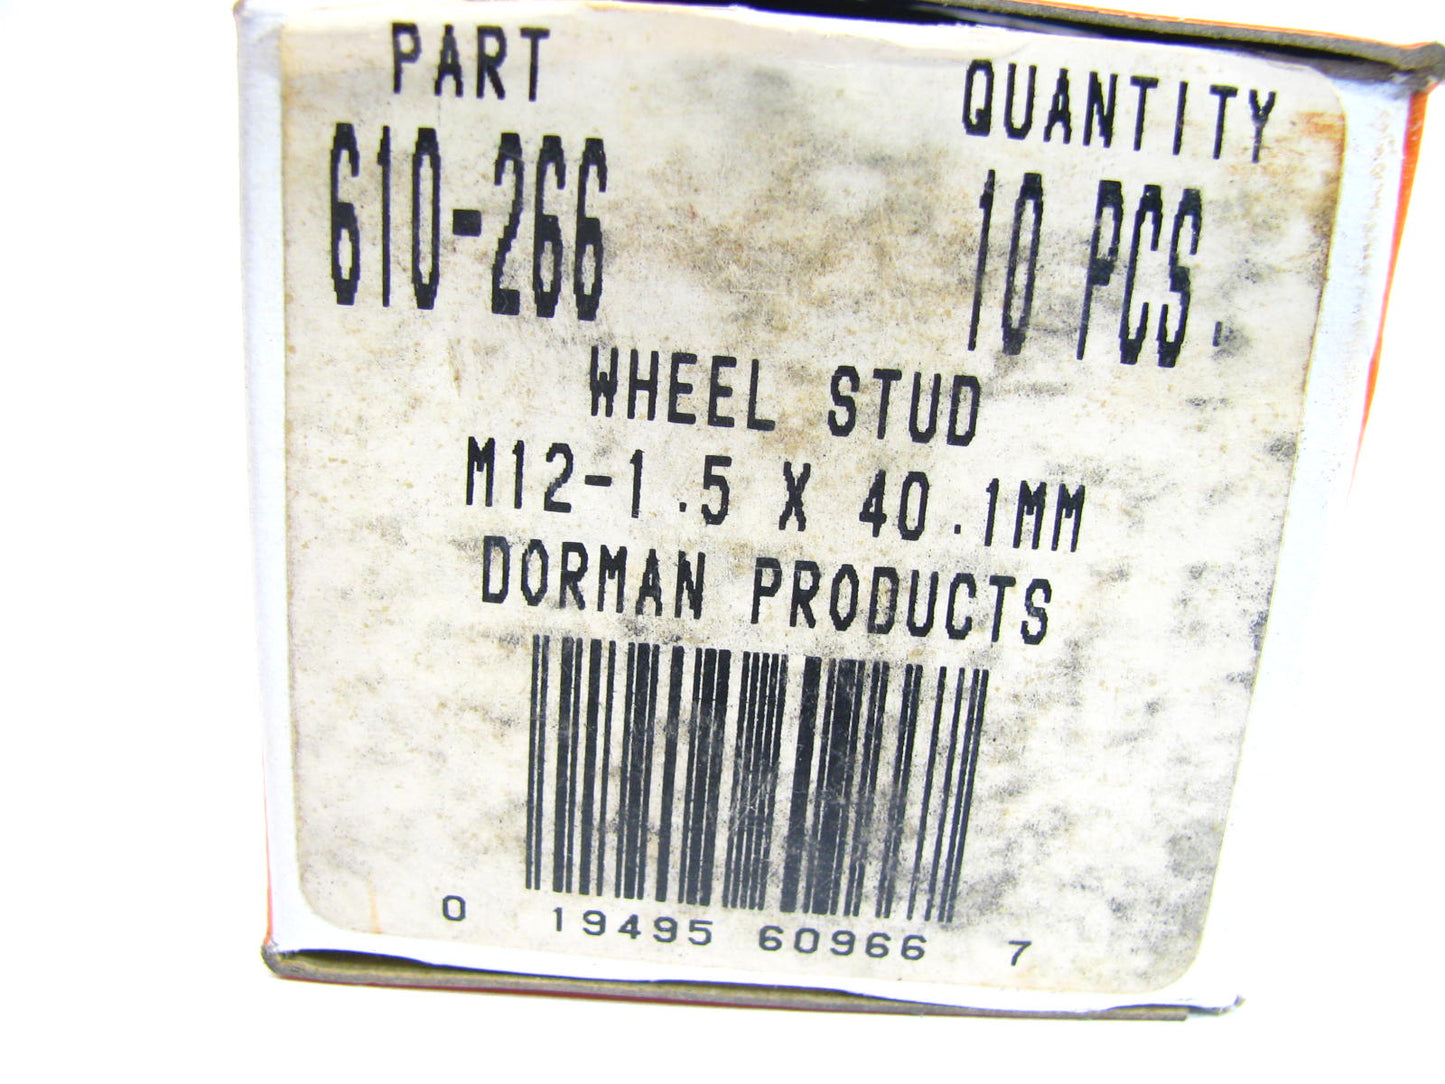 PART QUANTITY
610-266 10 PCS.
WHEEL STUD
M12-1.5 X 40.1MM
DORMAN PRODUCTS
0 19495 60966 7